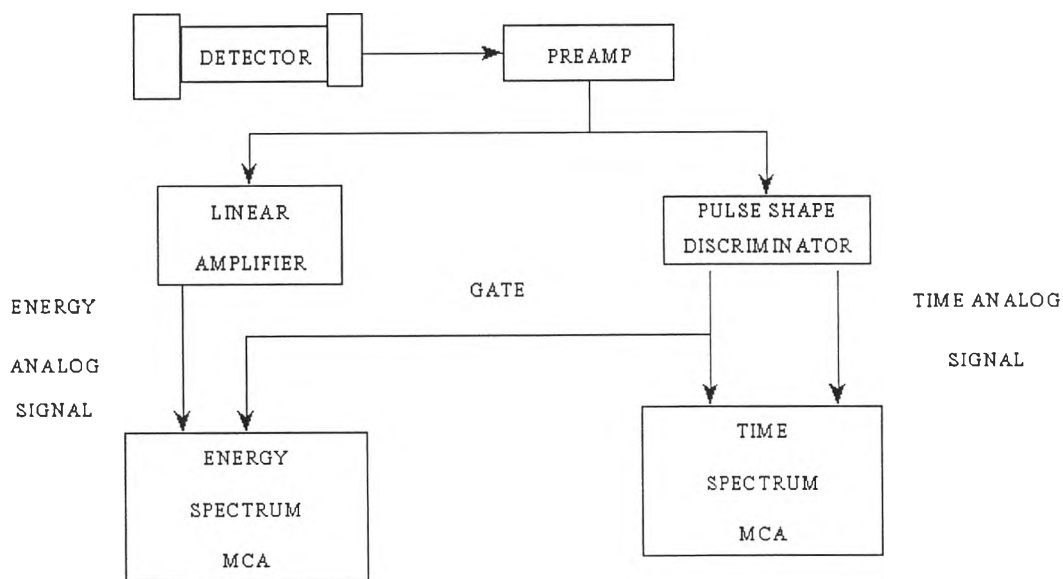 DETECTOR
PREAMP
LINEAR
AMPLIFIER
PULSE SHAPE
DISCRIMINATOR
GATE
ENERGY
ANALOG
SIGNAL
TIME ANALOG
SIGNAL
ENERGY
SPECTRUM
MCA
TIME
SPECTRUM
MCA